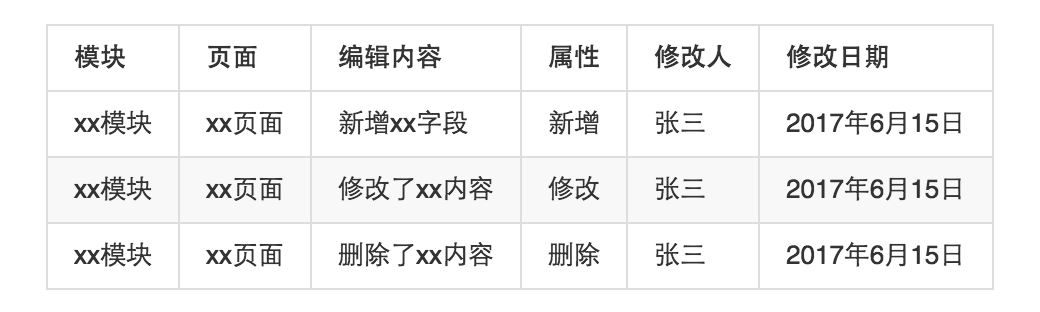 模块 页面 编辑内容 属性 修改人 修改日期
xx模块 xx页面 新增xx字段 新增 张三 2017年6月15日
xx模块 xx页面 修改了xx内容 修改 张三 2017年6月15日
xx模块 xx页面 删除了xx内容 删除 张三 2017年6月15日